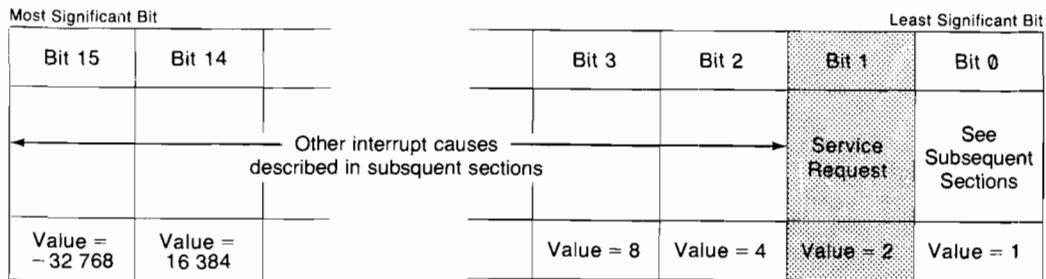 Most Significant Bit
Least Significant Bit
Bit 15
Bit 14
Bit 3
Bit 2
Bit 1
Bit 0
Other interrupt causes
described in subsquent sections
Service
Request
See
Subsequent
Sections
Value =
−32 768
Value =
16 384
Value = 8
Value = 4
Value = 2
Value = 1